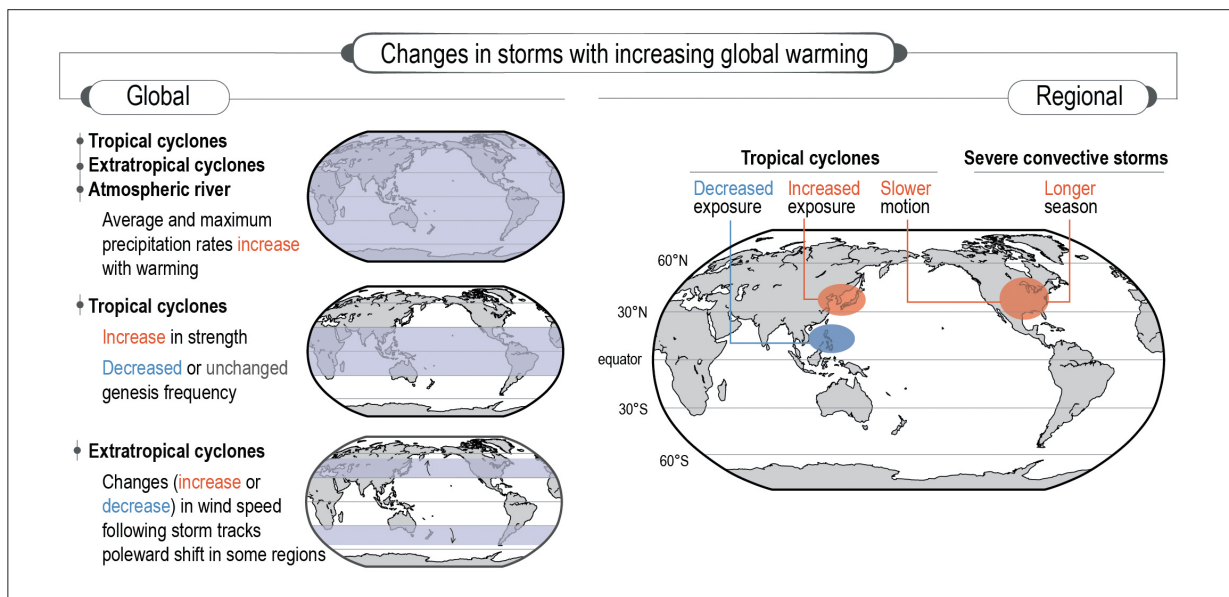 Changes in storms with increasing global warming
Global
Tropical cyclones
Extratropical cyclones
Atmospheric river
Average and maximum
precipitation rates increase
with warming
Tropical cyclones
Increase in strength
Decreased or unchanged
genesis frequency
Extratropical cyclones
Changes (increase or
decrease) in wind speed
following storm tracks
poleward shift in some regions
Regional
Tropical cyclones
Severe convective storms
Decreased
exposure
Increased
exposure
Slower
motion
Longer
season
60°N
30°N
equator
30°S
60°S